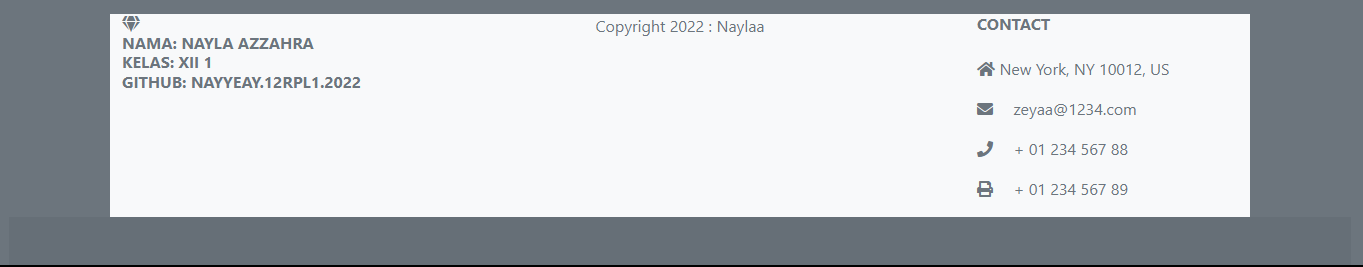 NAMA: NAYLA AZZAHRA
KELAS: XII 1
GITHUB: NAYYEAY.12RPL1.2022
Copyright 2022 : Naylaa
CONTACT
New York, NY 10012, US
zeyaa@1234.com
+ 01 234 567 88
+ 01 234 567 89